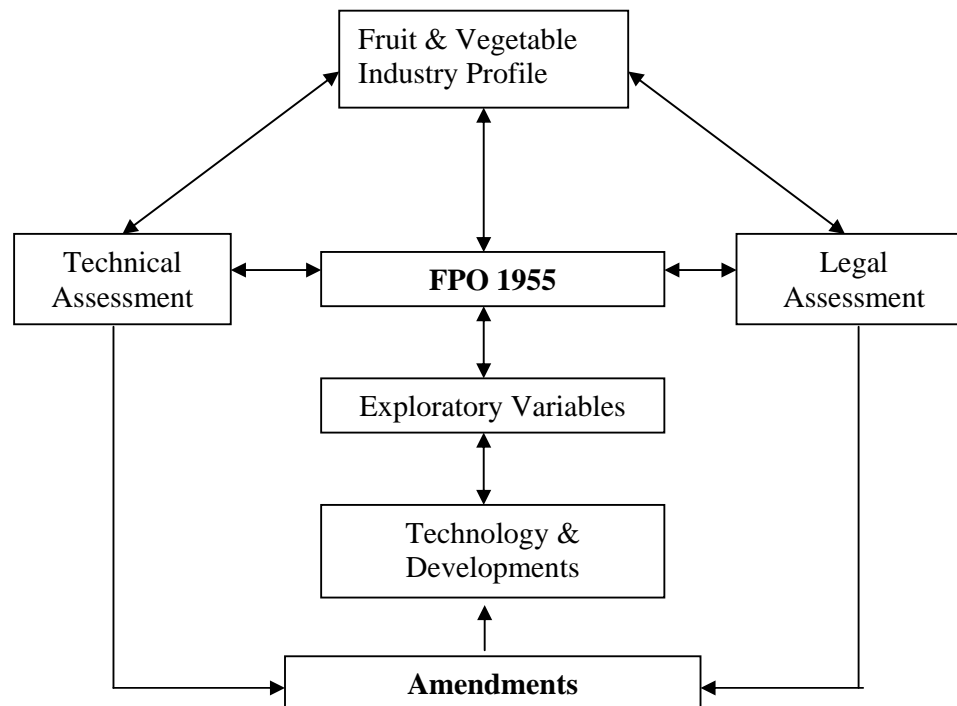 Fruit & Vegetable
Industry Profile
Technical
Assessment
FPO 1955
Legal
Assessment
Exploratory Variables
Technology &
Developments
Amendments